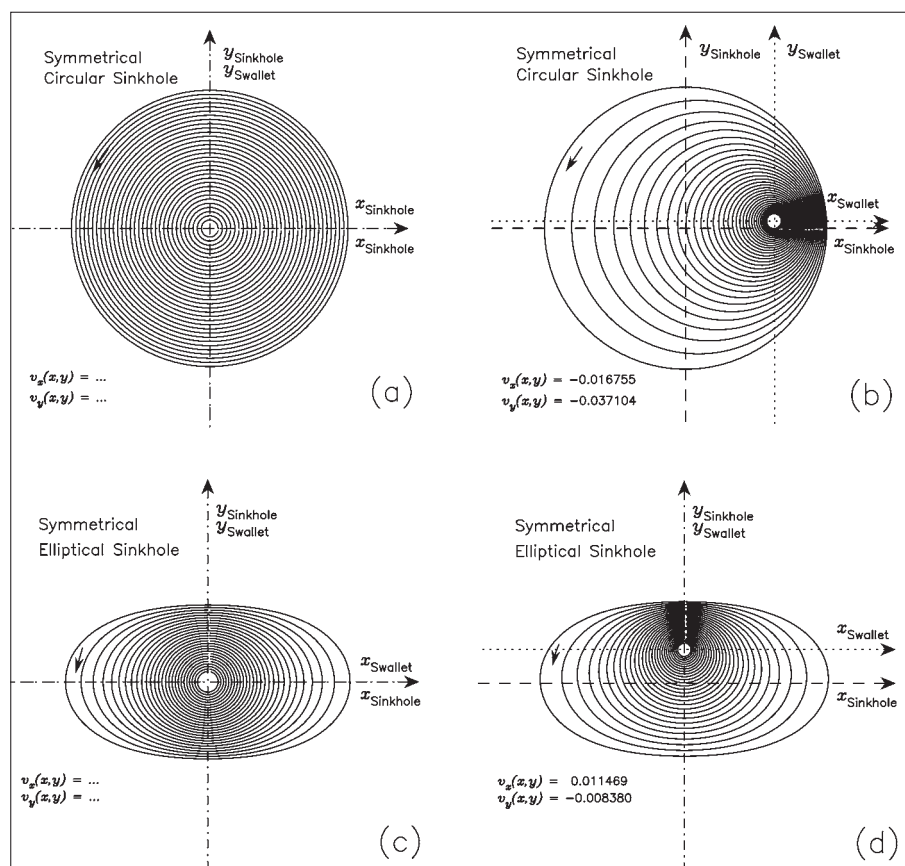 Symmetrical
Circular Sinkhole
ySinkhole
ySwallet
xSinkhole
xSinkhole
vx(x,y) = ...
vy(x,y) = ...
(a)
Symmetrical
Circular Sinkhole
ySinkhole
ySwallet
xSwallet
xSinkhole
vx(x,y) = −0.016755
vy(x,y) = −0.037104
(b)
Symmetrical
Elliptical Sinkhole
ySinkhole
ySwallet
xSwallet
xSinkhole
vx(x,y) = ...
vy(x,y) = ...
(c)
Symmetrical
Elliptical Sinkhole
ySinkhole
ySwallet
xSwallet
xSinkhole
vx(x,y) = 0.011469
vy(x,y) = −0.008380
(d)